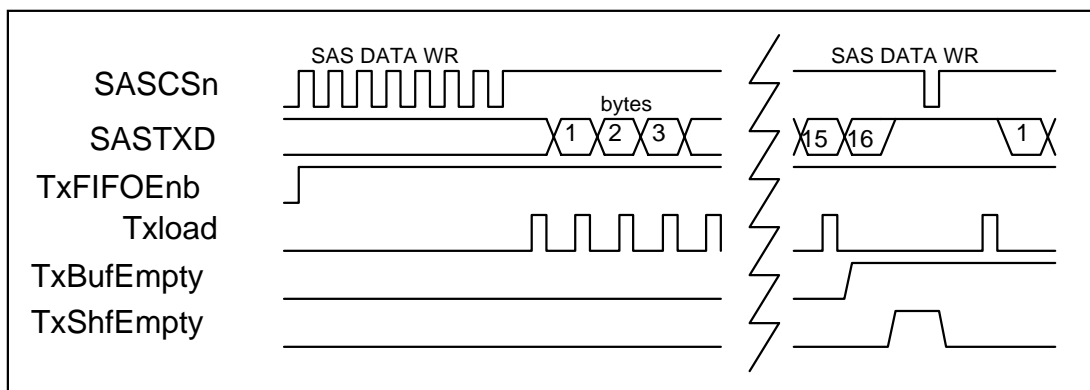 SAS DATA WR SAS DATA WR
SASCSn
bytes
SASTXD 1 2 3 15 16 1
TxFIFOEnb
Txload
TxBufEmpty
TxShfEmpty